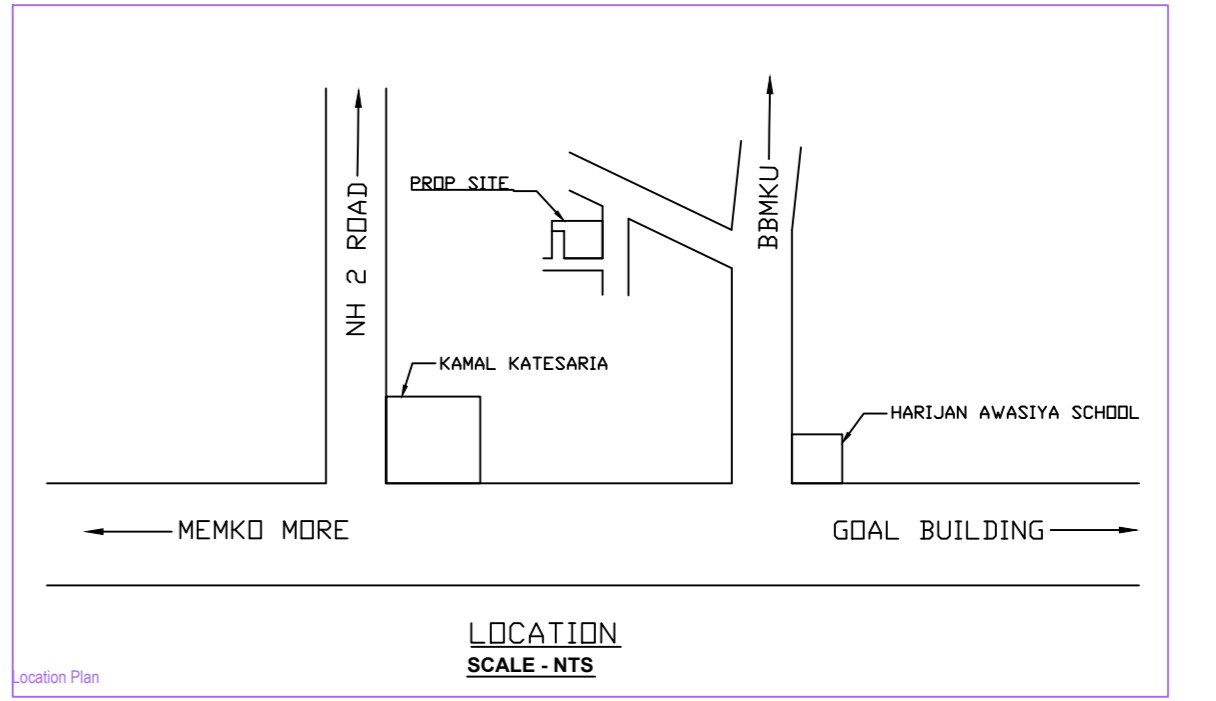 PROP SITE
NH 2 ROAD
BBMKU
KAMAL KATESARIA
HARIJAN AWASIYA SCHOOL
MEMKO MORE
GOAL BUILDING
LOCATION
SCALE - NTS
Location Plan